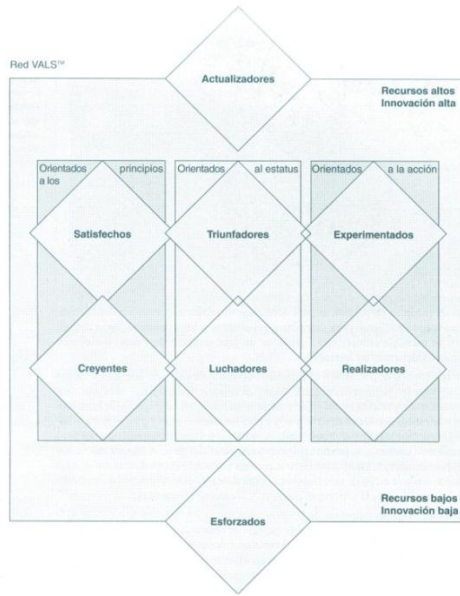 Red VALS™
Actualizadores
Recursos altos
Innovación alta
Orientados a los principios
Orientados al estatus
Orientados a la acción
Satisfechos
Triunfadores
Experimentados
Creyentes
Luchadores
Realizadores
Recursos bajos
Innovación baja
Esforzados